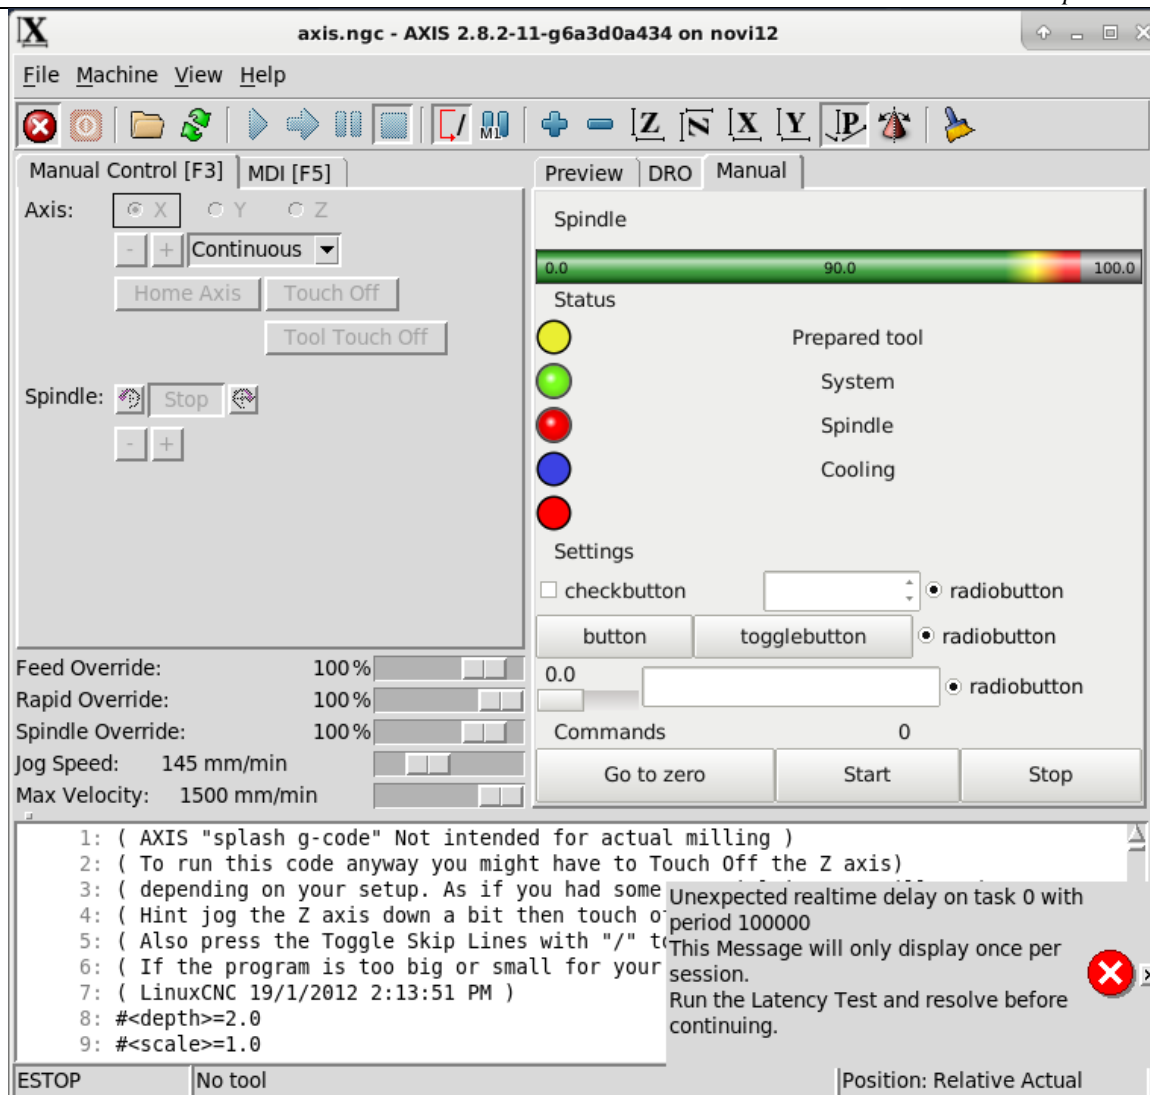 axis.ngc - AXIS 2.8.2-11-g6a3d0a434 on novi12
File Machine View Help
M1 Z N X Y P
Manual Control [F3] MDI [F5]
Axis: X Y Z
- + Continuous
Home Axis Touch Off
Tool Touch Off
Spindle: Stop
- +
Feed Override: 100 %
Rapid Override: 100 %
Spindle Override: 100 %
Jog Speed: 145 mm/min
Max Velocity: 1500 mm/min
Preview DRO Manual
Spindle
0.0 90.0 100.0
Status
Prepared tool
System
Spindle
Cooling
Settings
checkbutton radiobutton
button togglebutton radiobutton
0.0 radiobutton
Commands 0
Go to zero Start Stop
1: ( AXIS "splash g-code" Not intended for actual milling )
2: ( To run this code anyway you might have to Touch Off the Z axis)
3: ( depending on your setup. As if you had some
4: ( Hint jog the Z axis down a bit then touch of
5: ( Also press the Toggle Skip Lines with "/" to
6: ( If the program is too big or small for your
7: ( LinuxCNC 19/1/2012 2:13:51 PM )
8: #<depth>=2.0
9: #<scale>=1.0
Unexpected realtime delay on task 0 with
period 100000
This Message will only display once per
session.
Run the Latency Test and resolve before
continuing.
ESTOP No tool Position: Relative Actual